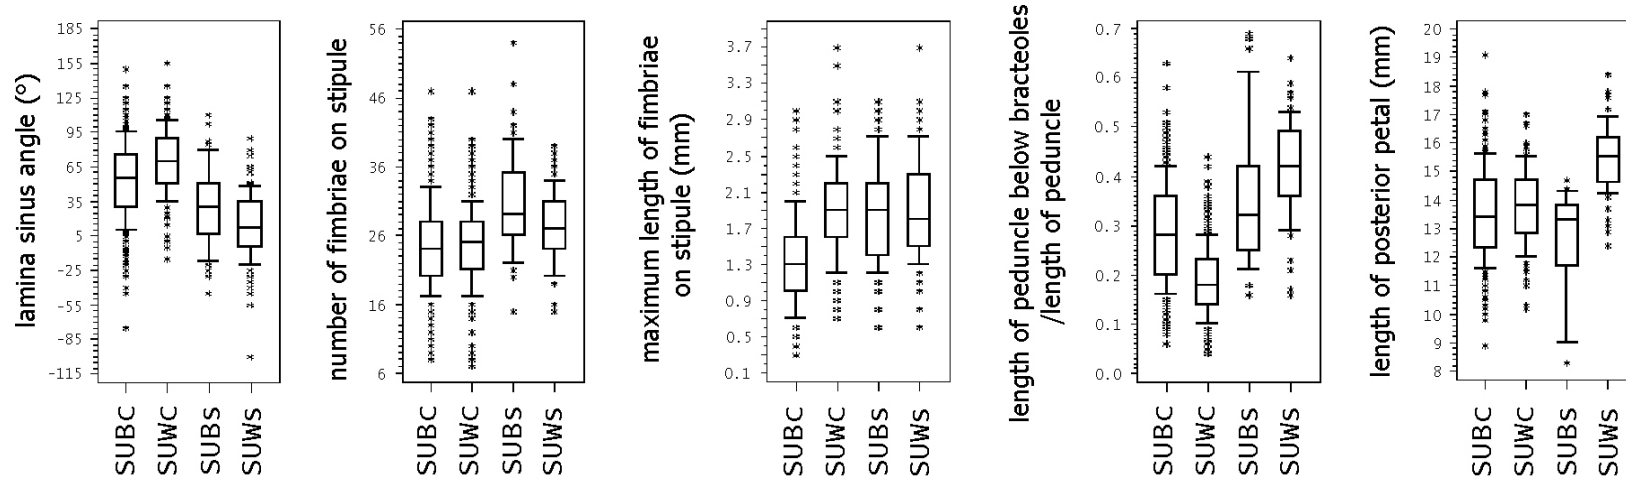 lamina sinus angle (°)
185
155
125
95
65
35
5
-25
-55
-85
-115
SUBC
SUWC
SUBS
SUWS
number of fimbriae on stipule
56
46
36
26
16
6
SUBC
SUWC
SUBS
SUWS
maximum length of fimbriae
on stipule (mm)
3.7
3.3
2.9
2.5
2.1
1.7
1.3
0.9
0.5
0.1
SUBC
SUWC
SUBS
SUWS
length of peduncle below bracteoles
/length of peduncle
0.7
0.6
0.5
0.4
0.3
0.2
0.1
0.0
SUBC
SUWC
SUBS
SUWS
length of posterior petal (mm)
20
19
18
17
16
15
14
13
12
11
10
9
8
SUBC
SUWC
SUBS
SUWS